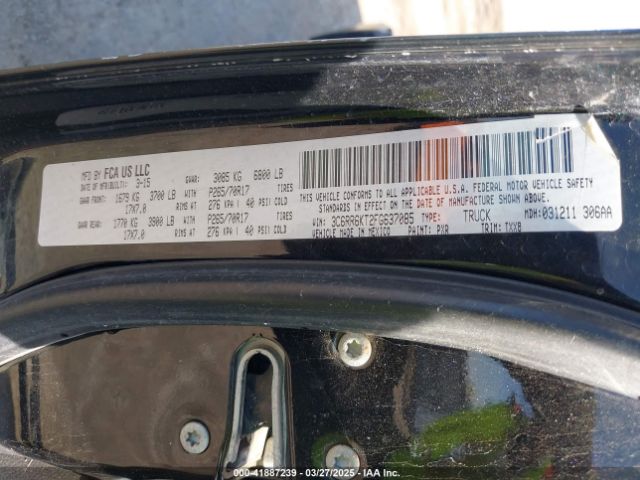 MFD BY FCA US LLC
DATE OF MFR(BUILT): 3-15 GVWR: 3085 KG 6800 LB
GAWR FRONT: 1679 KG 3700 LB WITH P265/70R17 TIRES
17X7.0 RIMS AT 276 KPA | 40 PSI COLD
GAWR REAR: 1770 KG 3900 LB WITH P265/70R17 TIRES
17X7.0 RIMS AT 276 KPA | 40 PSI COLD
THIS VEHICLE CONFORMS TO ALL APPLICABLE U.S.A. FEDERAL MOTOR VEHICLE SAFETY
STANDARDS IN EFFECT ON THE DATE OF MANUFACTURE SHOWN ABOVE.
VIN: 3C6RR6KT2FG637085 TYPE: TRUCK MDH: 031211 306AA
VEHICLE MADE IN MEXICO PAINT: PXR TRIM: TXX8
00-41887239 – 03/27/2025 – IAA Inc.